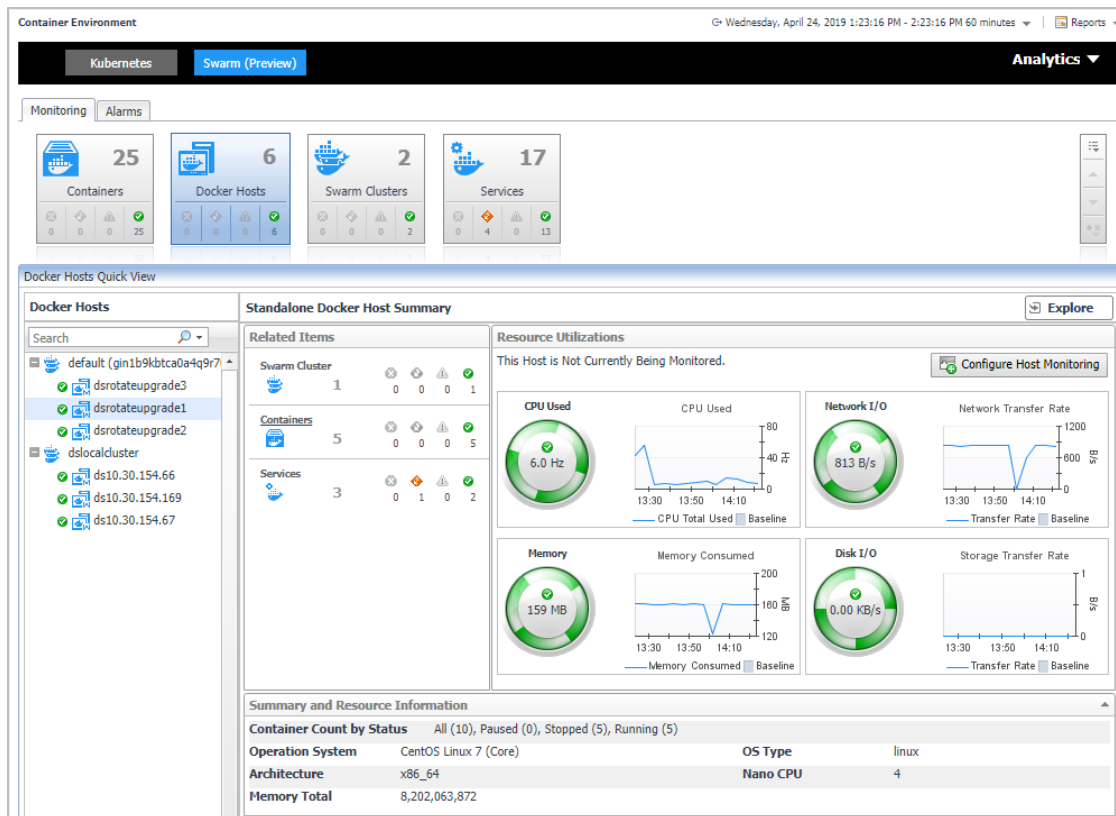 Container Environment
Wednesday, April 24, 2019 1:23:16 PM - 2:23:16 PM 60 minutes
Reports
Kubernetes
Swarm (Preview)
Analytics
Monitoring
Alarms
25
Containers
0 0 0 25
6
Docker Hosts
0 0 0 6
2
Swarm Clusters
0 0 0 2
17
Services
0 4 0 13
Docker Hosts Quick View
Docker Hosts
Search
default (gin1b9kbtca0a4q9r7
dsrotateupgrade3
dsrotateupgrade1
dsrotateupgrade2
dslocalcluster
ds10.30.154.66
ds10.30.154.169
ds10.30.154.67
Standalone Docker Host Summary
Explore
Related Items
Swarm Cluster
1
0 0 0 1
Containers
5
0 0 0 5
Services
3
0 1 0 2
Resource Utilizations
This Host is Not Currently Being Monitored.
Configure Host Monitoring
CPU Used
6.0 Hz
CPU Used
80
40
0
Hz
13:30 13:50 14:10
CPU Total Used Baseline
Network I/O
813 B/s
Network Transfer Rate
1200
600
0
B/s
13:30 13:50 14:10
Transfer Rate Baseline
Memory
159 MB
Memory Consumed
200
160
120
MB
13:30 13:50 14:10
Memory Consumed Baseline
Disk I/O
0.00 KB/s
Storage Transfer Rate
1
0
B/s
13:30 13:50 14:10
Transfer Rate Baseline
Summary and Resource Information
Container Count by Status All (10), Paused (0), Stopped (5), Running (5)
Operation System CentOS Linux 7 (Core) OS Type linux
Architecture x86_64 Nano CPU 4
Memory Total 8,202,063,872